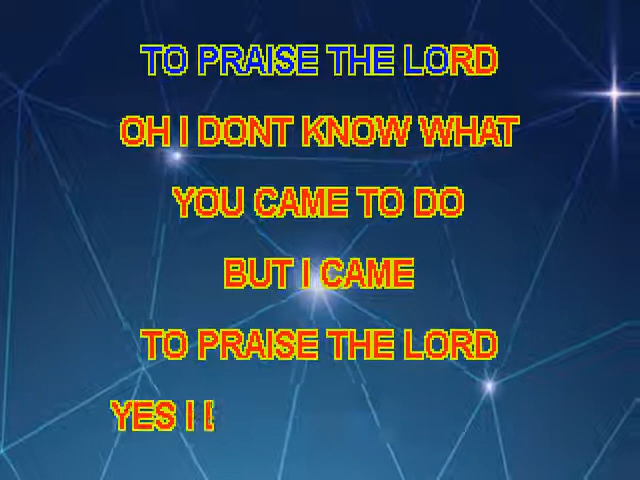 TO PRAISE THE LORD
OH I DONT KNOW WHAT
YOU CAME TO DO
BUT I CAME
TO PRAISE THE LORD
YES I